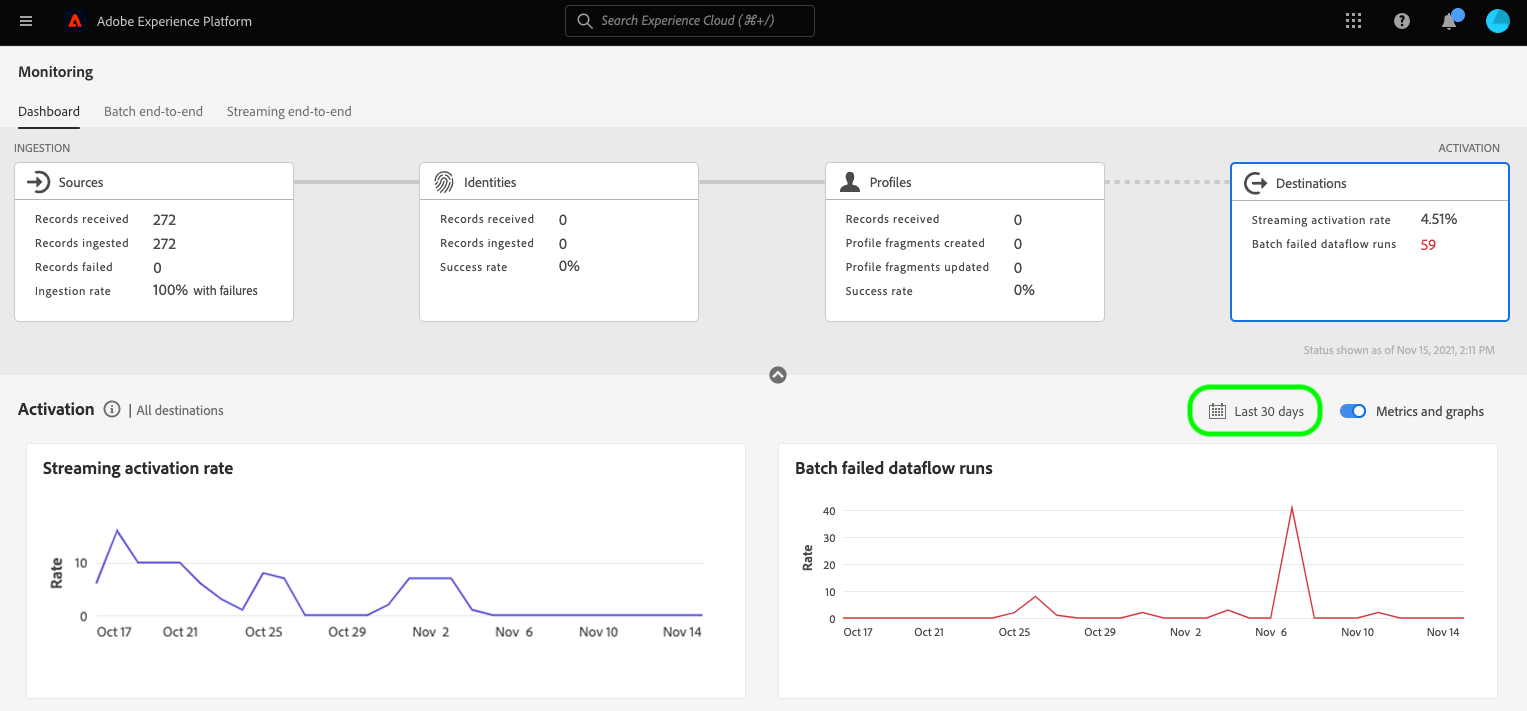 Adobe Experience Platform
Search Experience Cloud (⌘+/)
Monitoring
Dashboard Batch end-to-end Streaming end-to-end
INGESTION
ACTIVATION
Sources
Records received 272
Records ingested 272
Records failed 0
Ingestion rate 100% with failures
Identities
Records received 0
Records ingested 0
Success rate 0%
Profiles
Records received 0
Profile fragments created 0
Profile fragments updated 0
Success rate 0%
Destinations
Streaming activation rate 4.51%
Batch failed dataflow runs 59
Status shown as of Nov 15, 2021, 2:11 PM
Activation | All destinations
Last 30 days
Metrics and graphs
Streaming activation rate
Rate
10
0
Oct 17 Oct 21 Oct 25 Oct 29 Nov 2 Nov 6 Nov 10 Nov 14
Batch failed dataflow runs
Rate
40
30
20
10
0
Oct 17 Oct 21 Oct 25 Oct 29 Nov 2 Nov 6 Nov 10 Nov 14